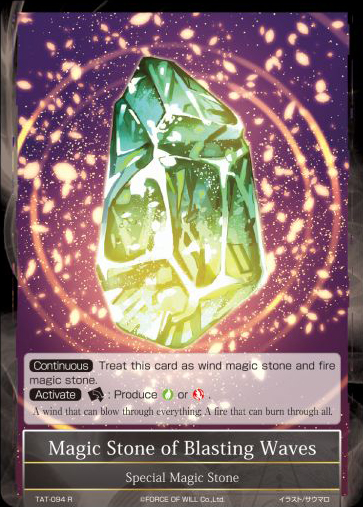 Continuous Treat this card as wind magic stone and fire
magic stone.
Activate : Produce or .
A wind that can blow through everything. A fire that can burn through all.
Magic Stone of Blasting Waves
Special Magic Stone
TAT-094 R ©FORCE OF WILL Co.,Ltd. イラスト/サウマロ